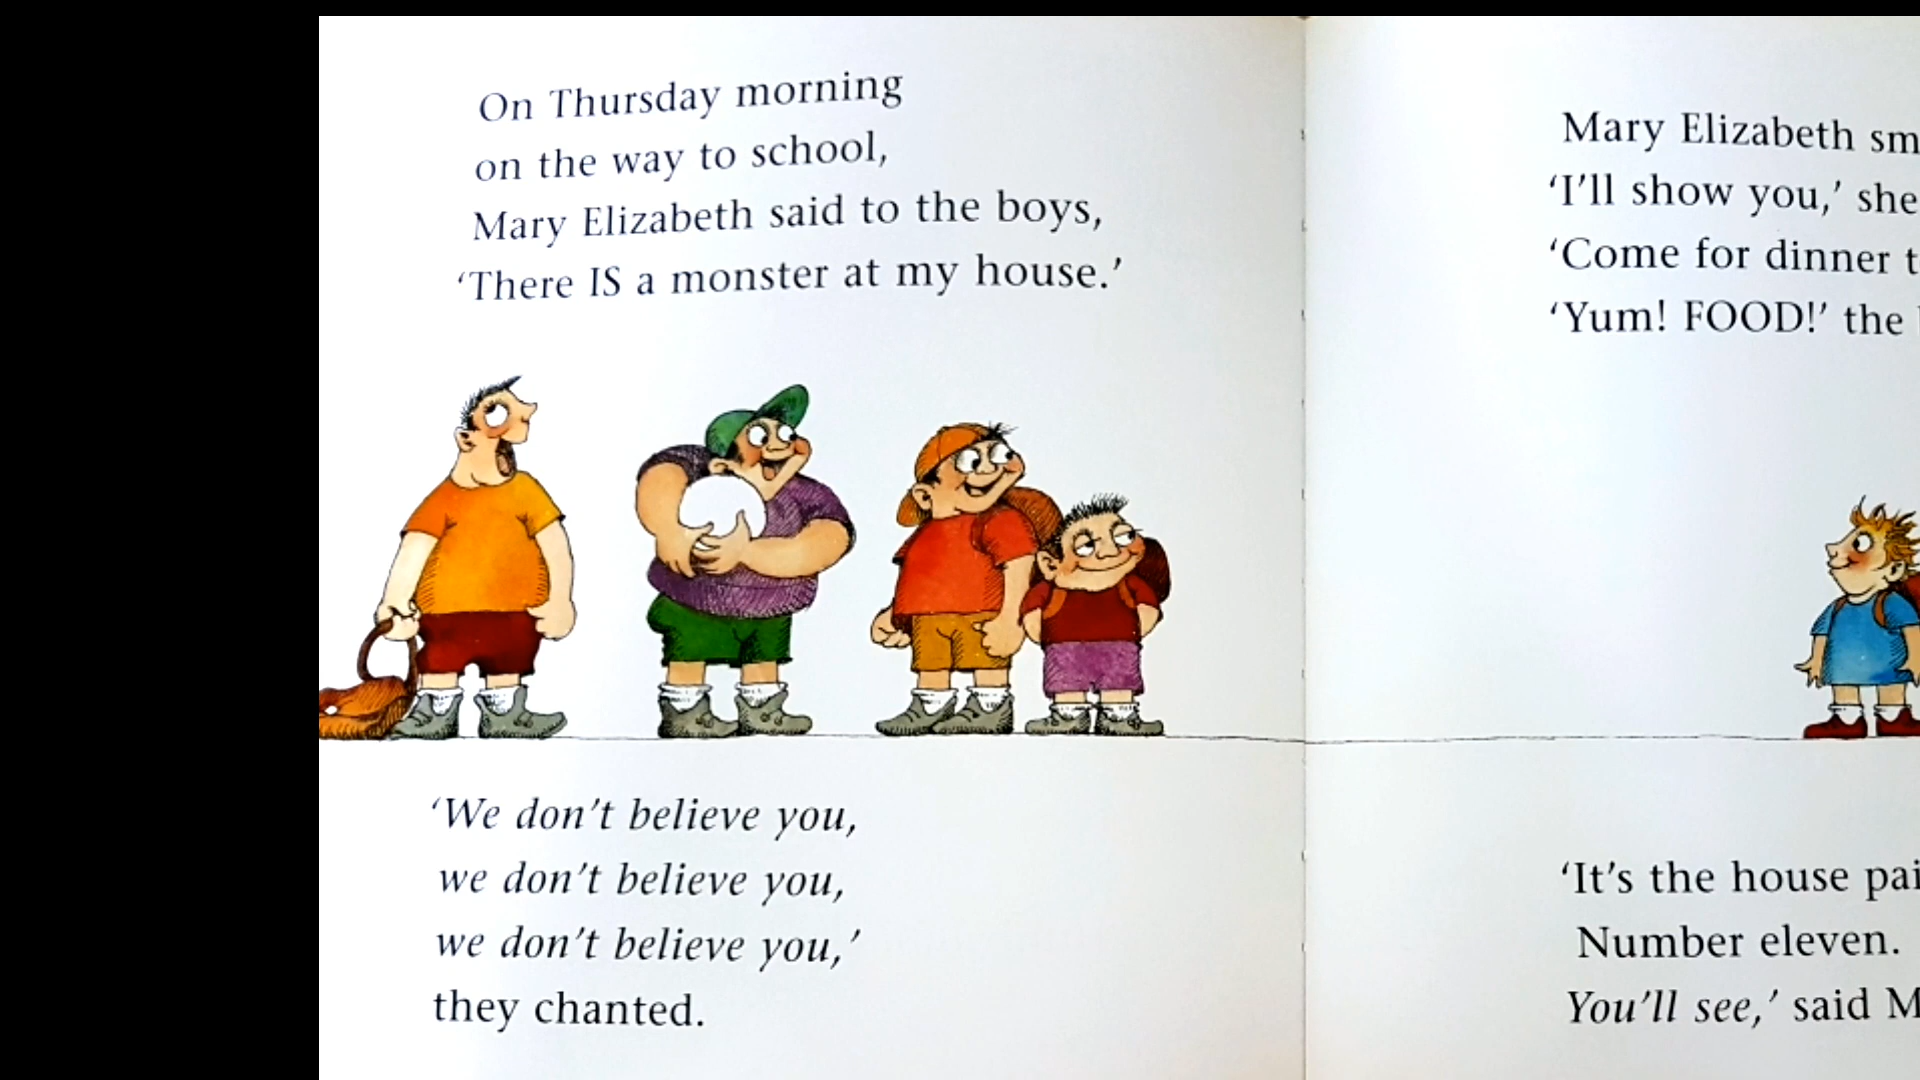 On Thursday morning
on the way to school,
Mary Elizabeth said to the boys,
‘There IS a monster at my house.’
‘We don’t believe you,
we don’t believe you,
we don’t believe you,’
they chanted.
Mary Elizabeth
‘I’ll show you,’ she
‘Come for dinner
‘Yum! FOOD!’ the
‘It’s the house
Number eleven.
You’ll see,’ said